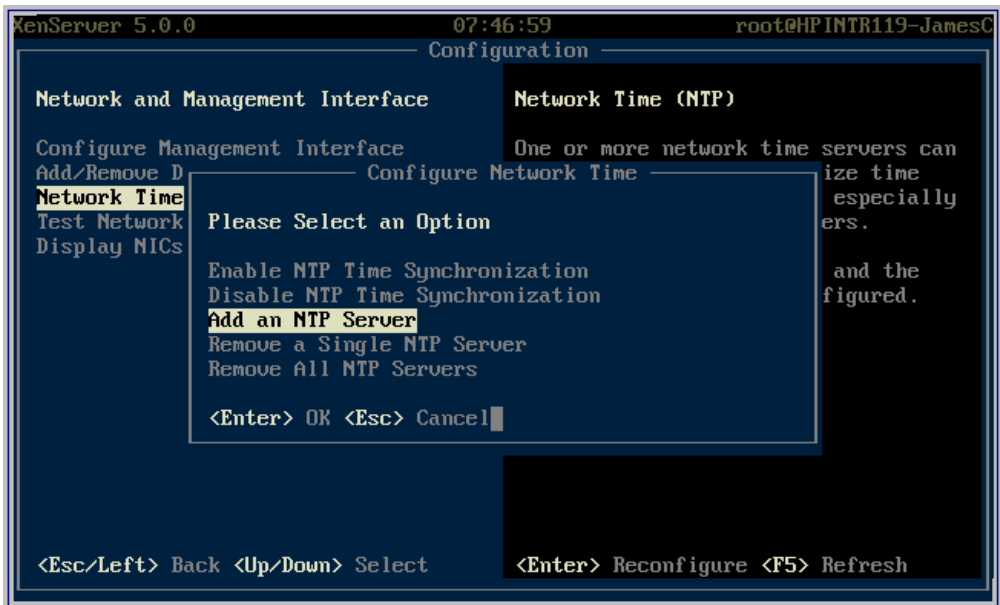 XenServer 5.0.0 07:46:59 root@HPINTR119-JamesC
Configuration
Network and Management Interface
Configure Management Interface
Add/Remove D
Network Time
Test Network
Display NICs
Network Time (NTP)
One or more network time servers can
ize time
especially
ers.
and the
figured.
Configure Network Time
Please Select an Option
Enable NTP Time Synchronization
Disable NTP Time Synchronization
Add an NTP Server
Remove a Single NTP Server
Remove All NTP Servers
<Enter> OK <Esc> Cancel
<Esc/Left> Back <Up/Down> Select
<Enter> Reconfigure <F5> Refresh